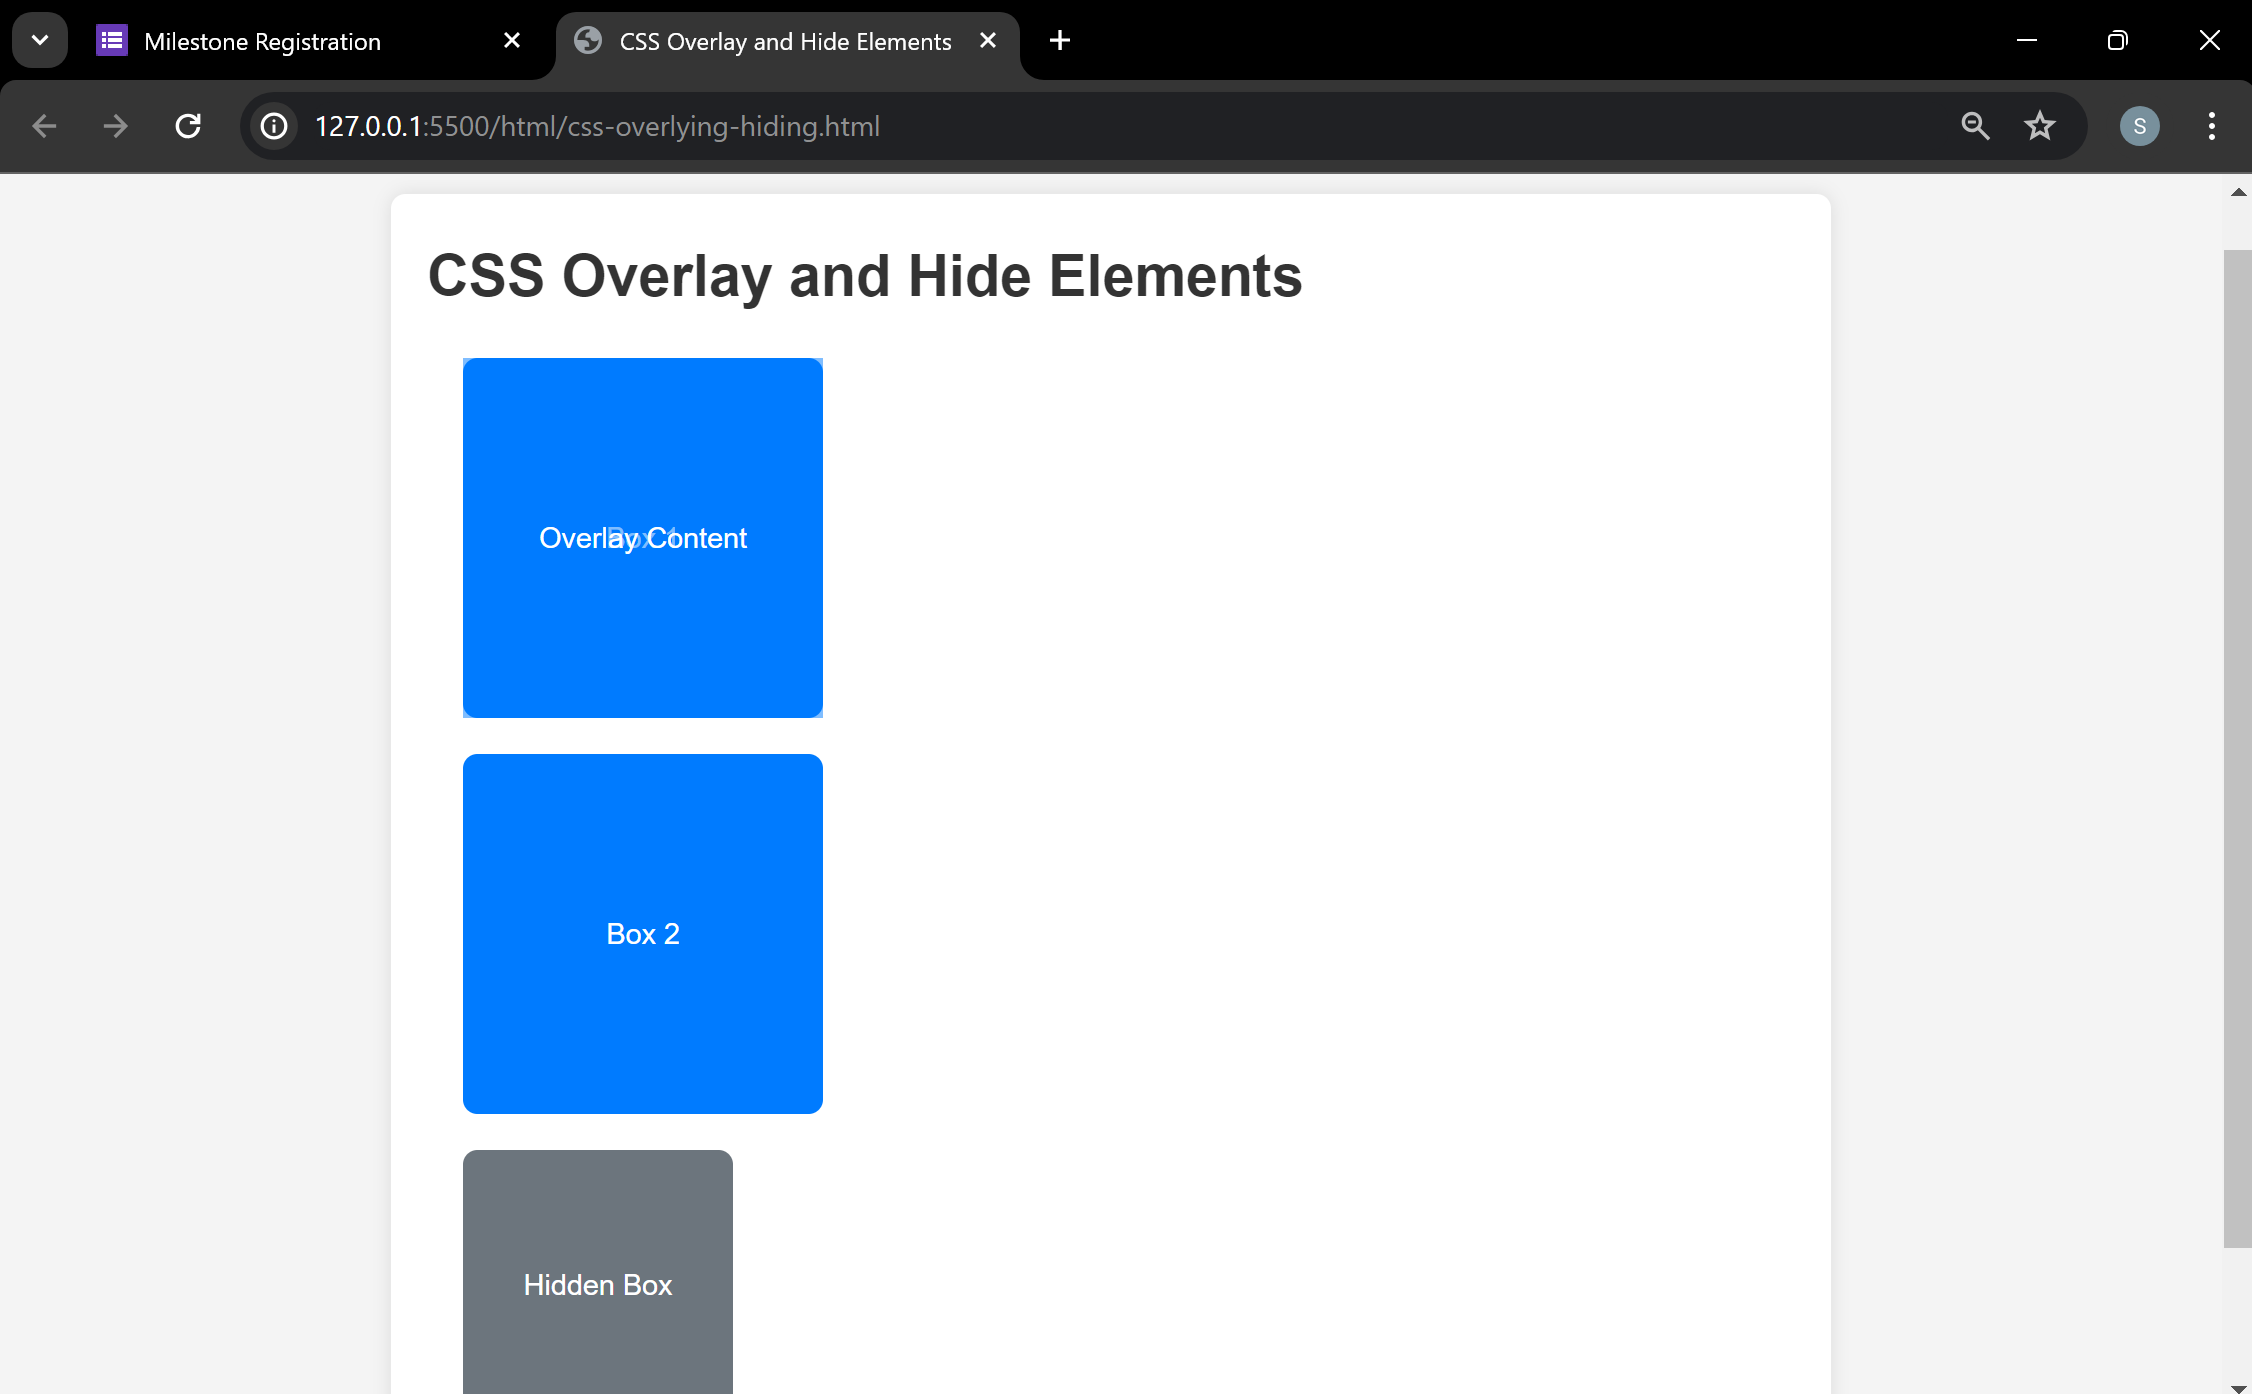 Milestone Registration
CSS Overlay and Hide Elements
127.0.0.1:5500/html/css-overlying-hiding.html
S
CSS Overlay and Hide Elements
Overlay Content
Box 1
Box 2
Hidden Box